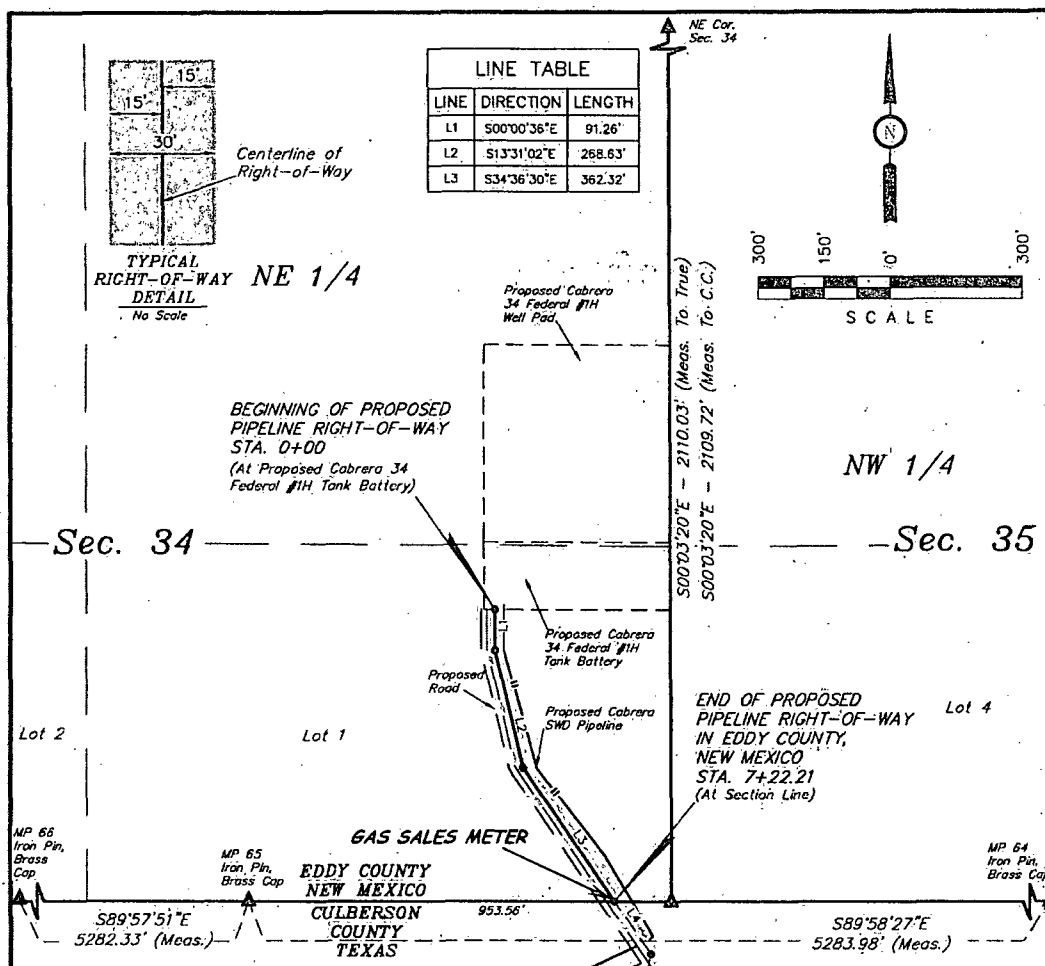 NE Cor.
Sec. 34
15'
15'
30'
Centerline of
Right-of-Way
TYPICAL
RIGHT-OF-WAY
DETAIL
No Scale
NE 1/4
LINE TABLE
LINE DIRECTION LENGTH
L1 S00°00'36"E 91.26'
L2 S13°31'02"E 268.63'
L3 S34°36'30"E 362.32'
N
300' 150' 0' 300'
SCALE
Proposed Cabrera
34 Federal #1H
Well Pad
S00°03'20"E - 2110.03' (Meas. To True)
S00°03'20"E - 2109.72' (Meas. To C.C.)
BEGINNING OF PROPOSED
PIPELINE RIGHT-OF-WAY
STA. 0+00
(At Proposed Cabrera 34
Federal #1H Tank Battery)
NW 1/4
Sec. 34
Sec. 35
L1
Proposed Cabrera
34 Federal #1H
Tank Battery
Proposed
Road
L2
Proposed Cabrera
SWD Pipeline
END OF PROPOSED
PIPELINE RIGHT-OF-WAY
IN EDDY COUNTY,
NEW MEXICO
STA. 7+22.21
(At Section Line)
Lot 4
Lot 2
Lot 1
L3
GAS SALES METER
MP 66
Iron Pin,
Brass
Cap
MP 65
Iron Pin,
Brass Cap
EDDY COUNTY
NEW MEXICO
CULBERSON
COUNTY
TEXAS
953.56'
L4
MP 64
Iron Pin,
Brass Cap
S89°57'51"E
5282.33' (Meas.)
S89°58'27"E
5283.98' (Meas.)